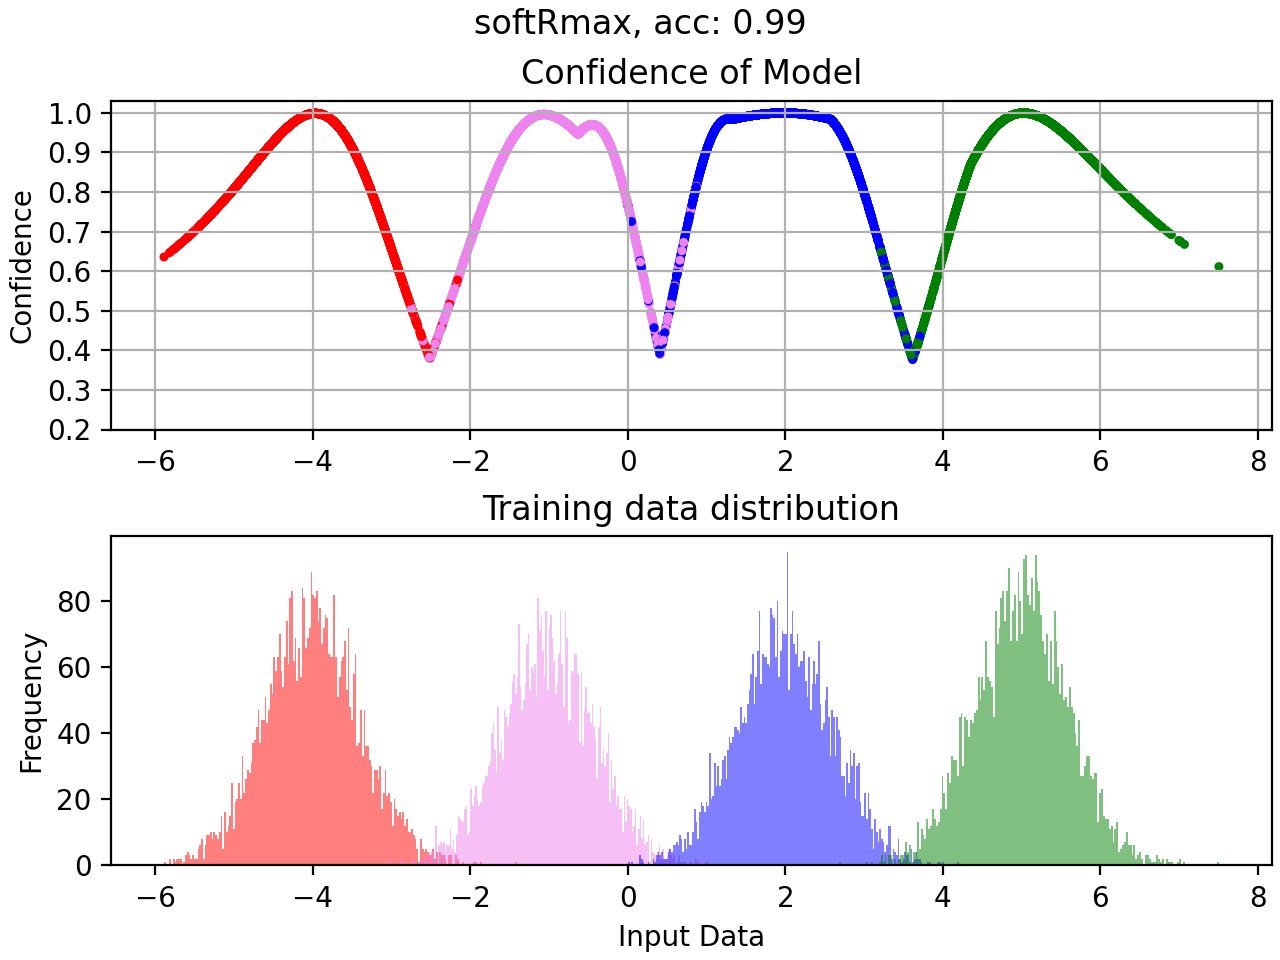 softRmax, acc: 0.99
Confidence of Model
Confidence
1.0
0.9
0.8
0.7
0.6
0.5
0.4
0.3
0.2
−6 −4 −2 0 2 4 6 8
Training data distribution
Frequency
80
60
40
20
0
−6 −4 −2 0 2 4 6 8
Input Data